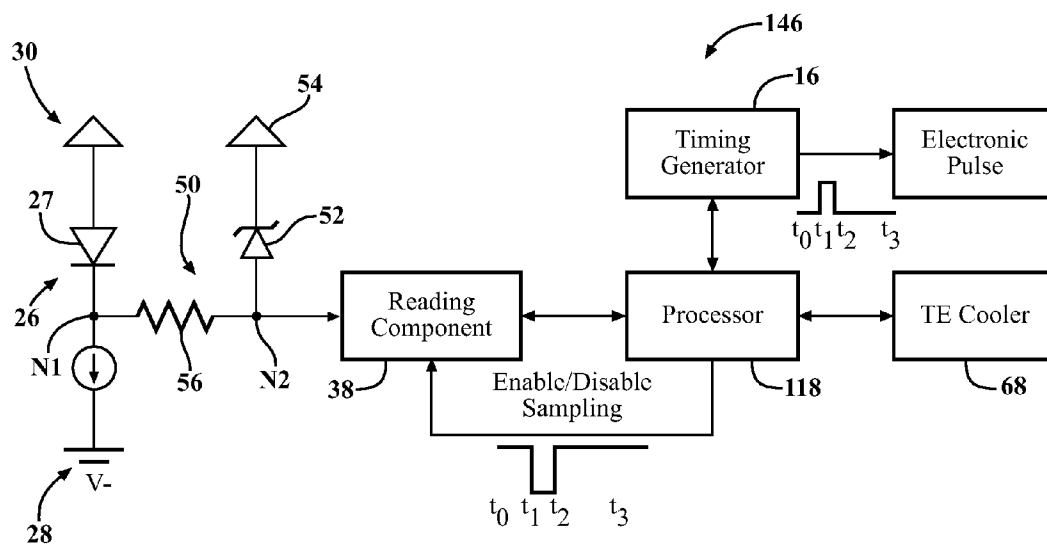 146
30
54
16
Timing
Generator
Electronic
Pulse
27
50
52
t0 t1 t2 t3
26
Reading
Component
Processor
TE Cooler
N1
56
N2
38
Enable/Disable
Sampling
118
68
V-
28
t0 t1 t2 t3